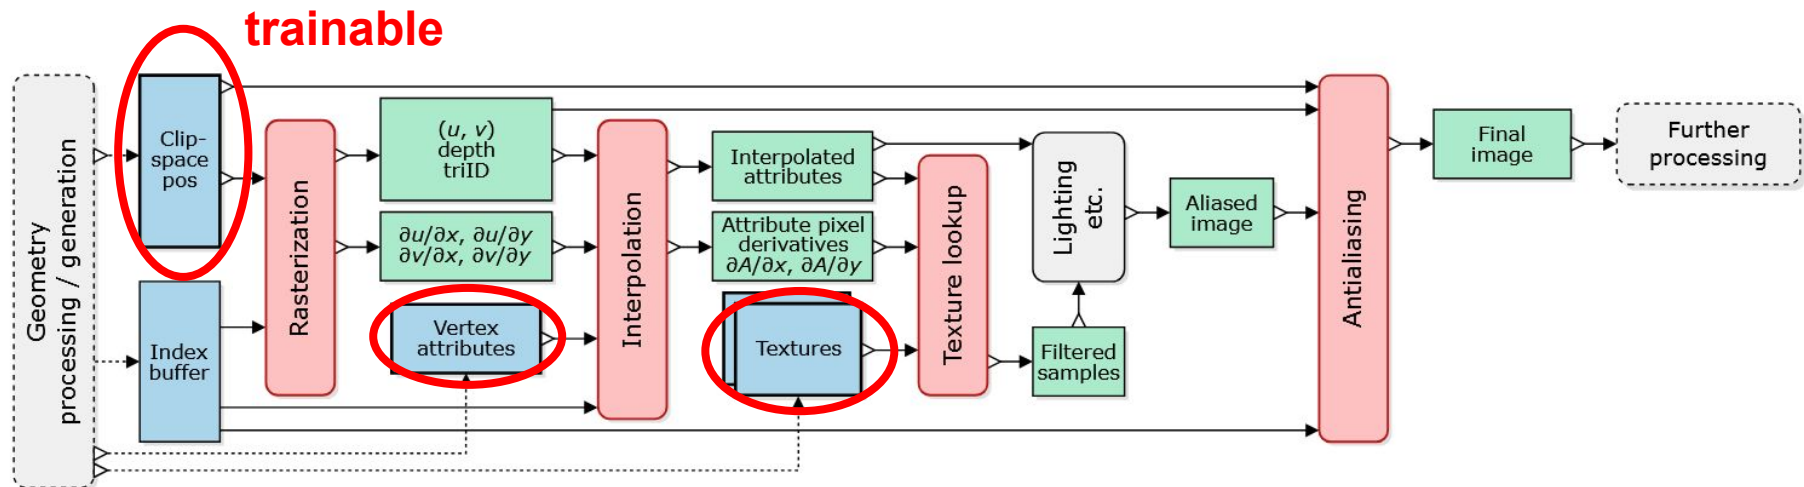 trainable
Geometry
processing / generation
Clip-
space
pos
Index
buffer
Rasterization
(u, v)
depth
triID
∂u/∂x, ∂u/∂y
∂v/∂x, ∂v/∂y
Vertex
attributes
Interpolation
Interpolated
attributes
Attribute pixel
derivatives
∂A/∂x, ∂A/∂y
Textures
Texture lookup
Lighting
etc.
Filtered
samples
Aliased
image
Antialiasing
Final
image
Further
processing